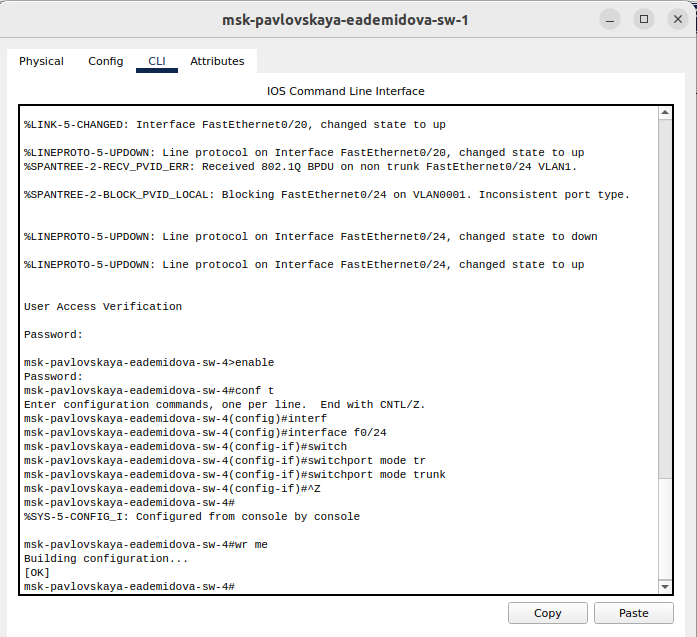 msk-pavlovskaya-eademidova-sw-1
Physical Config CLI Attributes
IOS Command Line Interface
%LINK-5-CHANGED: Interface FastEthernet0/20, changed state to up
%LINEPROTO-5-UPDOWN: Line protocol on Interface FastEthernet0/20, changed state to up
%SPANTREE-2-RECV_PVID_ERR: Received 802.1Q BPDU on non trunk FastEthernet0/24 VLAN1.
%SPANTREE-2-BLOCK_PVID_LOCAL: Blocking FastEthernet0/24 on VLAN0001. Inconsistent port type.
%LINEPROTO-5-UPDOWN: Line protocol on Interface FastEthernet0/24, changed state to down
%LINEPROTO-5-UPDOWN: Line protocol on Interface FastEthernet0/24, changed state to up
User Access Verification
Password:
msk-pavlovskaya-eademidova-sw-4>enable
Password:
msk-pavlovskaya-eademidova-sw-4#conf t
Enter configuration commands, one per line.  End with CNTL/Z.
msk-pavlovskaya-eademidova-sw-4(config)#interf
msk-pavlovskaya-eademidova-sw-4(config)#interface f0/24
msk-pavlovskaya-eademidova-sw-4(config-if)#switch
msk-pavlovskaya-eademidova-sw-4(config-if)#switchport mode tr
msk-pavlovskaya-eademidova-sw-4(config-if)#switchport mode trunk
msk-pavlovskaya-eademidova-sw-4(config-if)#^Z
msk-pavlovskaya-eademidova-sw-4#
%SYS-5-CONFIG_I: Configured from console by console
msk-pavlovskaya-eademidova-sw-4#wr me
Building configuration...
[OK]
msk-pavlovskaya-eademidova-sw-4#
Copy Paste